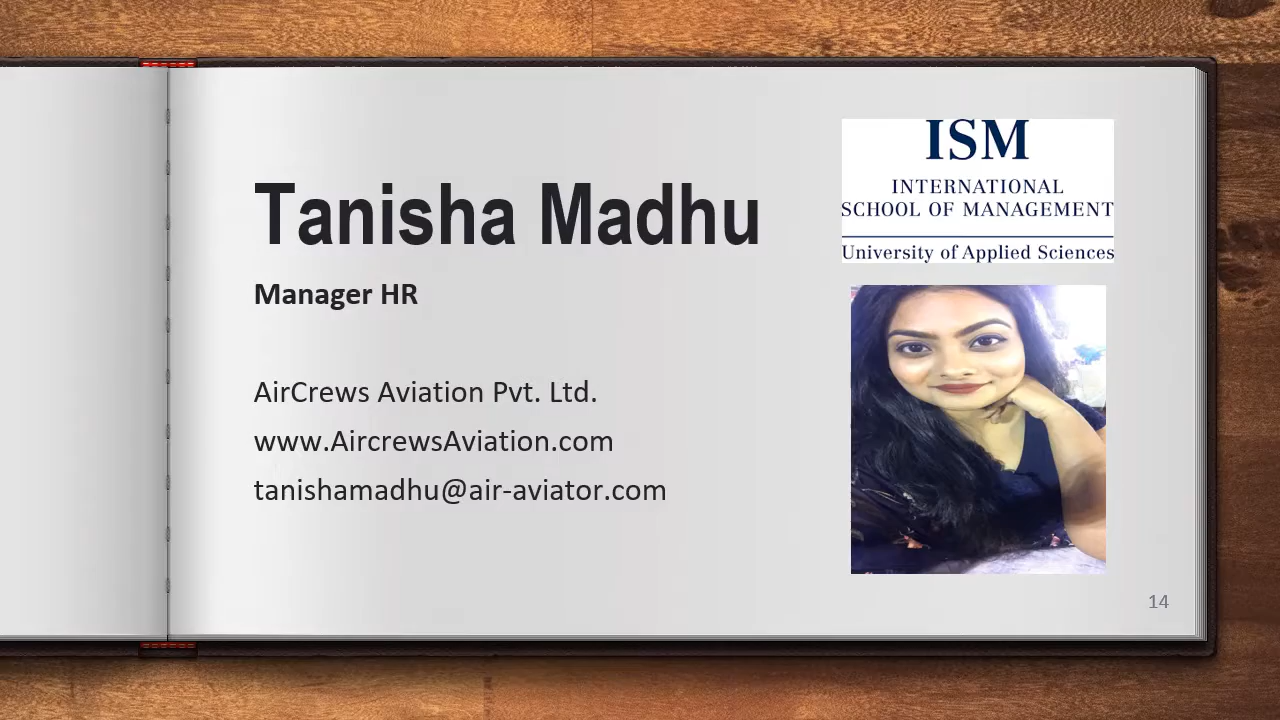 Tanisha Madhu
Manager HR
AirCrews Aviation Pvt. Ltd.
www.AircrewsAviation.com
tanishamadhu@air-aviator.com
ISM
INTERNATIONAL
SCHOOL OF MANAGEMENT
University of Applied Sciences
14